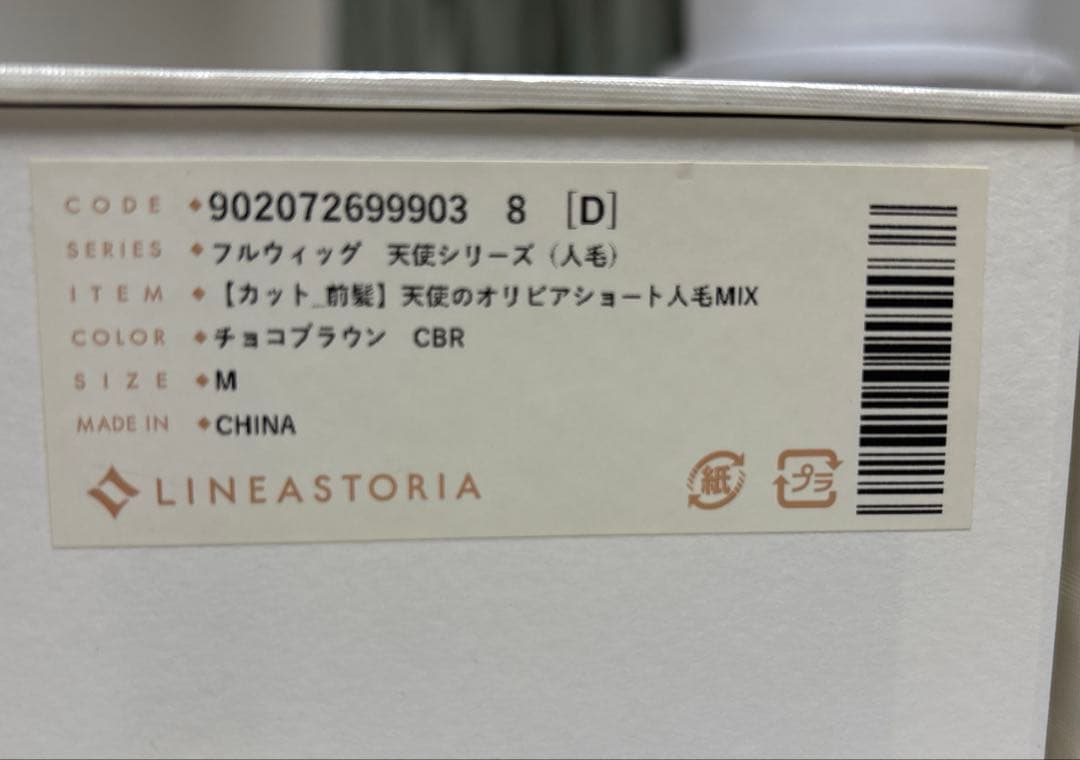 CODE ◆902072699903 8 [D]
SERIES ◆フルウィッグ 天使シリーズ（人毛）
ITEM ◆【カット_前髪】天使のオリビアショート人毛MIX
COLOR ◆チョコブラウン CBR
SIZE ◆M
MADE IN ◆CHINA
LINEASTORIA
紙 プラ